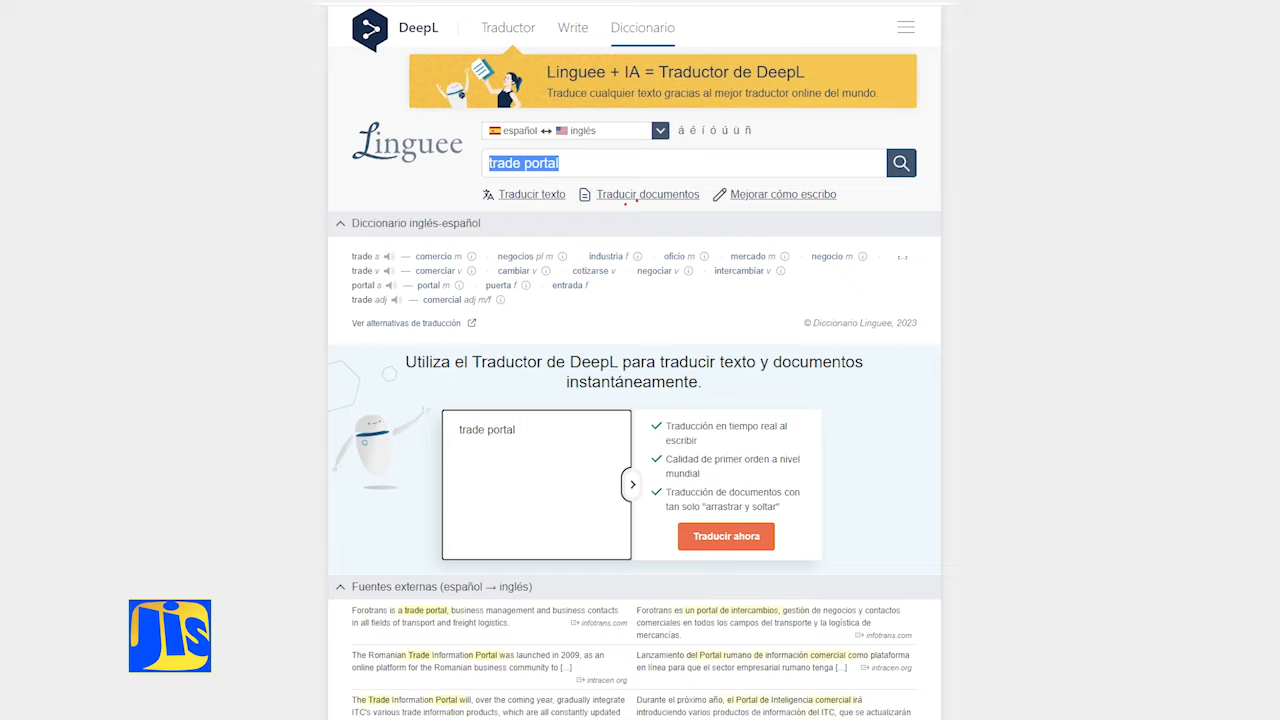 DeepL Traductor Write Diccionario
Linguee + IA = Traductor de DeepL
Traduce cualquier texto gracias al mejor traductor online del mundo.
Linguee
español ↔ inglés á é í ó ú ü ñ
trade portal
Traducir texto Traducir documentos Mejorar cómo escribo
Diccionario inglés-español
trade s — comercio m · negocios pl m · industria f · oficio m · mercado m · negocio m
trade v — comerciar v · cambiar v · cotizarse v · negociar v · intercambiar v
portal s — portal m · puerta f · entrada f
trade adj — comercial adj m/f
Ver alternativas de traducción © Diccionario Linguee, 2023
Utiliza el Traductor de DeepL para traducir texto y documentos
instantáneamente.
trade portal
Traducción en tiempo real al
escribir
Calidad de primer orden a nivel
mundial
Traducción de documentos con
tan solo "arrastrar y soltar"
Traducir ahora
Fuentes externas (español → inglés)
Forotrans is a trade portal, business management and business contacts
in all fields of transport and freight logistics.
infotrans.com
Forotrans es un portal de intercambios, gestión de negocios y contactos
comerciales en todos los campos del transporte y la logística de
mercancías.
infotrans.com
The Romanian Trade Information Portal was launched in 2009, as an
online platform for the Romanian business community to [...]
intracen.org
Lanzamiento del Portal rumano de información comercial como plataforma
en línea para que el sector empresarial rumano tenga [...]
intracen.org
The Trade Information Portal will, over the coming year, gradually integrate
ITC's various trade information products, which are all constantly updated
Durante el próximo año, el Portal de Inteligencia comercial irá
introduciendo varios productos de información del ITC, que se actualizarán
JIS